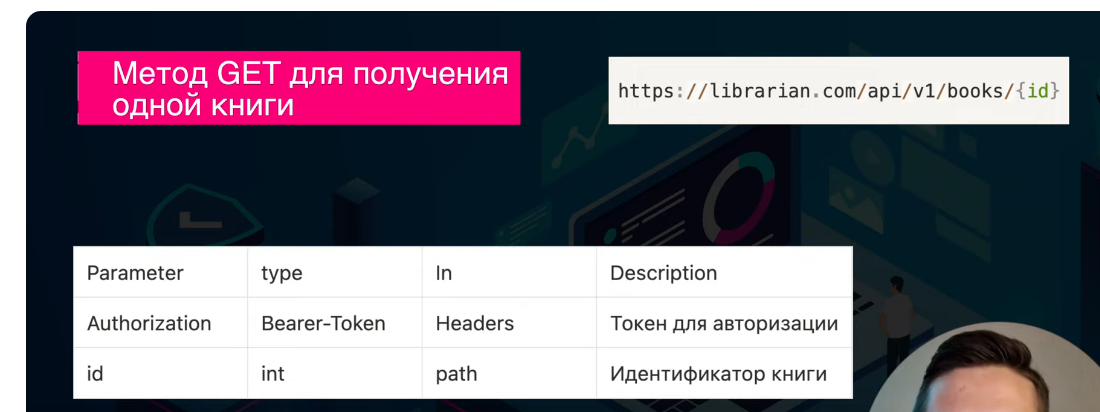 Метод GET для получения
одной книги
https://librarian.com/api/v1/books/{id}
Parameter type In Description
Authorization Bearer-Token Headers Токен для авторизации
id int path Идентификатор книги